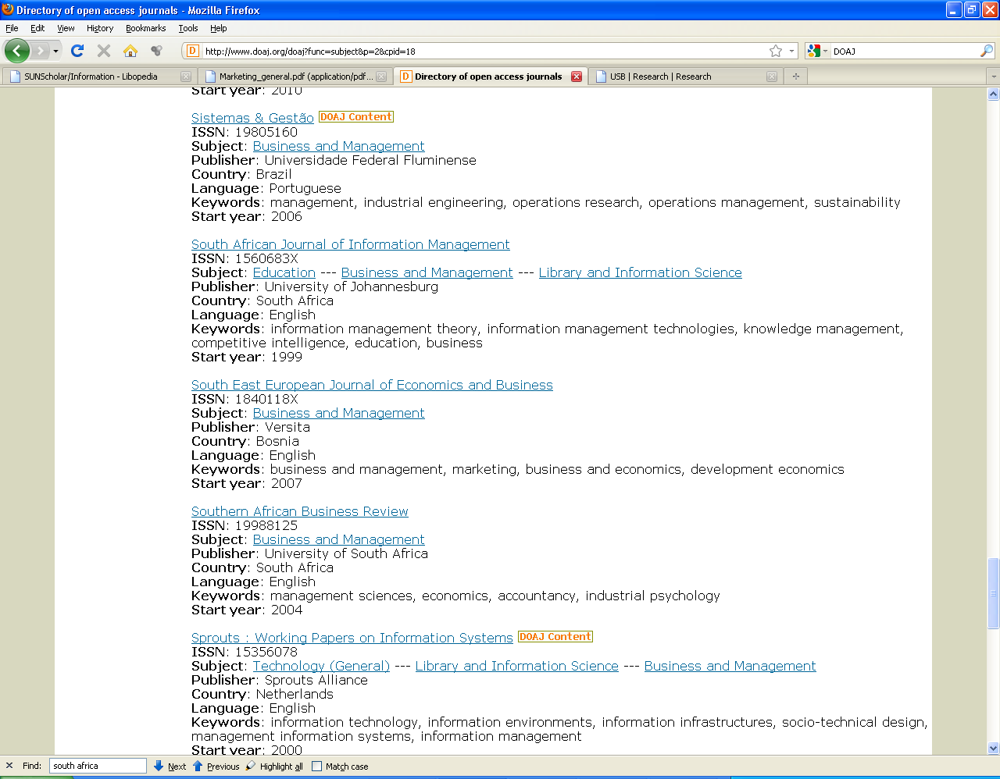 Directory of open access journals - Mozilla Firefox
File Edit View History Bookmarks Tools Help
http://www.doaj.org/doaj?func=subject&p=2&cpid=18
DOAJ
SUNScholar/Information - Libopedia
Marketing_general.pdf (application/pdf...
Directory of open access journals
USB | Research | Research
Start year: 2010
Sistemas & Gestão DOAJ Content
ISSN: 19805160
Subject: Business and Management
Publisher: Universidade Federal Fluminense
Country: Brazil
Language: Portuguese
Keywords: management, industrial engineering, operations research, operations management, sustainability
Start year: 2006
South African Journal of Information Management
ISSN: 1560683X
Subject: Education --- Business and Management --- Library and Information Science
Publisher: University of Johannesburg
Country: South Africa
Language: English
Keywords: information management theory, information management technologies, knowledge management,
competitive intelligence, education, business
Start year: 1999
South East European Journal of Economics and Business
ISSN: 1840118X
Subject: Business and Management
Publisher: Versita
Country: Bosnia
Language: English
Keywords: business and management, marketing, business and economics, development economics
Start year: 2007
Southern African Business Review
ISSN: 19988125
Subject: Business and Management
Publisher: University of South Africa
Country: South Africa
Language: English
Keywords: management sciences, economics, accountancy, industrial psychology
Start year: 2004
Sprouts : Working Papers on Information Systems DOAJ Content
ISSN: 15356078
Subject: Technology (General) --- Library and Information Science --- Business and Management
Publisher: Sprouts Alliance
Country: Netherlands
Language: English
Keywords: information technology, information environments, information infrastructures, socio-technical design,
management information systems, information management
Start year: 2000
Find: south africa Next Previous Highlight all Match case